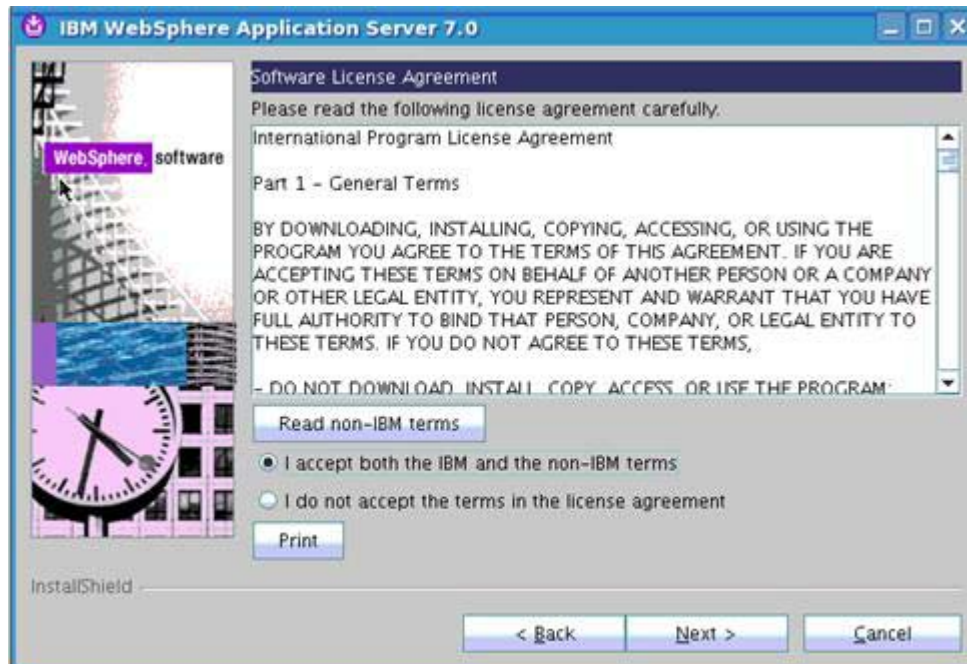 IBM WebSphere Application Server 7.0
WebSphere. software
Software License Agreement
Please read the following license agreement carefully.
International Program License Agreement
Part 1 – General Terms
BY DOWNLOADING, INSTALLING, COPYING, ACCESSING, OR USING THE
PROGRAM YOU AGREE TO THE TERMS OF THIS AGREEMENT. IF YOU ARE
ACCEPTING THESE TERMS ON BEHALF OF ANOTHER PERSON OR A COMPANY
OR OTHER LEGAL ENTITY, YOU REPRESENT AND WARRANT THAT YOU HAVE
FULL AUTHORITY TO BIND THAT PERSON, COMPANY, OR LEGAL ENTITY TO
THESE TERMS. IF YOU DO NOT AGREE TO THESE TERMS,
– DO NOT DOWNLOAD, INSTALL, COPY, ACCESS, OR USE THE PROGRAM;
Read non-IBM terms
I accept both the IBM and the non-IBM terms
I do not accept the terms in the license agreement
Print
InstallShield
< Back
Next >
Cancel